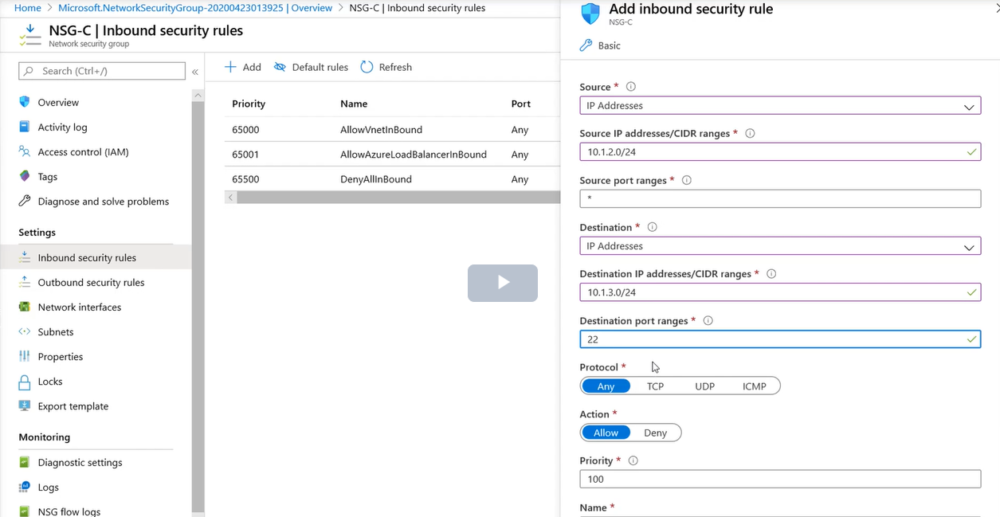 Home > Microsoft.NetworkSecurityGroup-20200423013925 | Overview > NSG-C | Inbound security rules
NSG-C | Inbound security rules
Network security group
Search (Ctrl+/)
«
Overview
Activity log
Access control (IAM)
Tags
Diagnose and solve problems
Settings
Inbound security rules
Outbound security rules
Network interfaces
Subnets
Properties
Locks
Export template
Monitoring
Diagnostic settings
Logs
NSG flow logs
Add Default rules Refresh
Priority Name Port
65000 AllowVnetInBound Any
65001 AllowAzureLoadBalancerInBound Any
65500 DenyAllInBound Any
Add inbound security rule
NSG-C
Basic
Source *
IP Addresses
Source IP addresses/CIDR ranges *
10.1.2.0/24
Source port ranges *
*
Destination *
IP Addresses
Destination IP addresses/CIDR ranges *
10.1.3.0/24
Destination port ranges *
22
Protocol *
Any TCP UDP ICMP
Action *
Allow Deny
Priority *
100
Name *